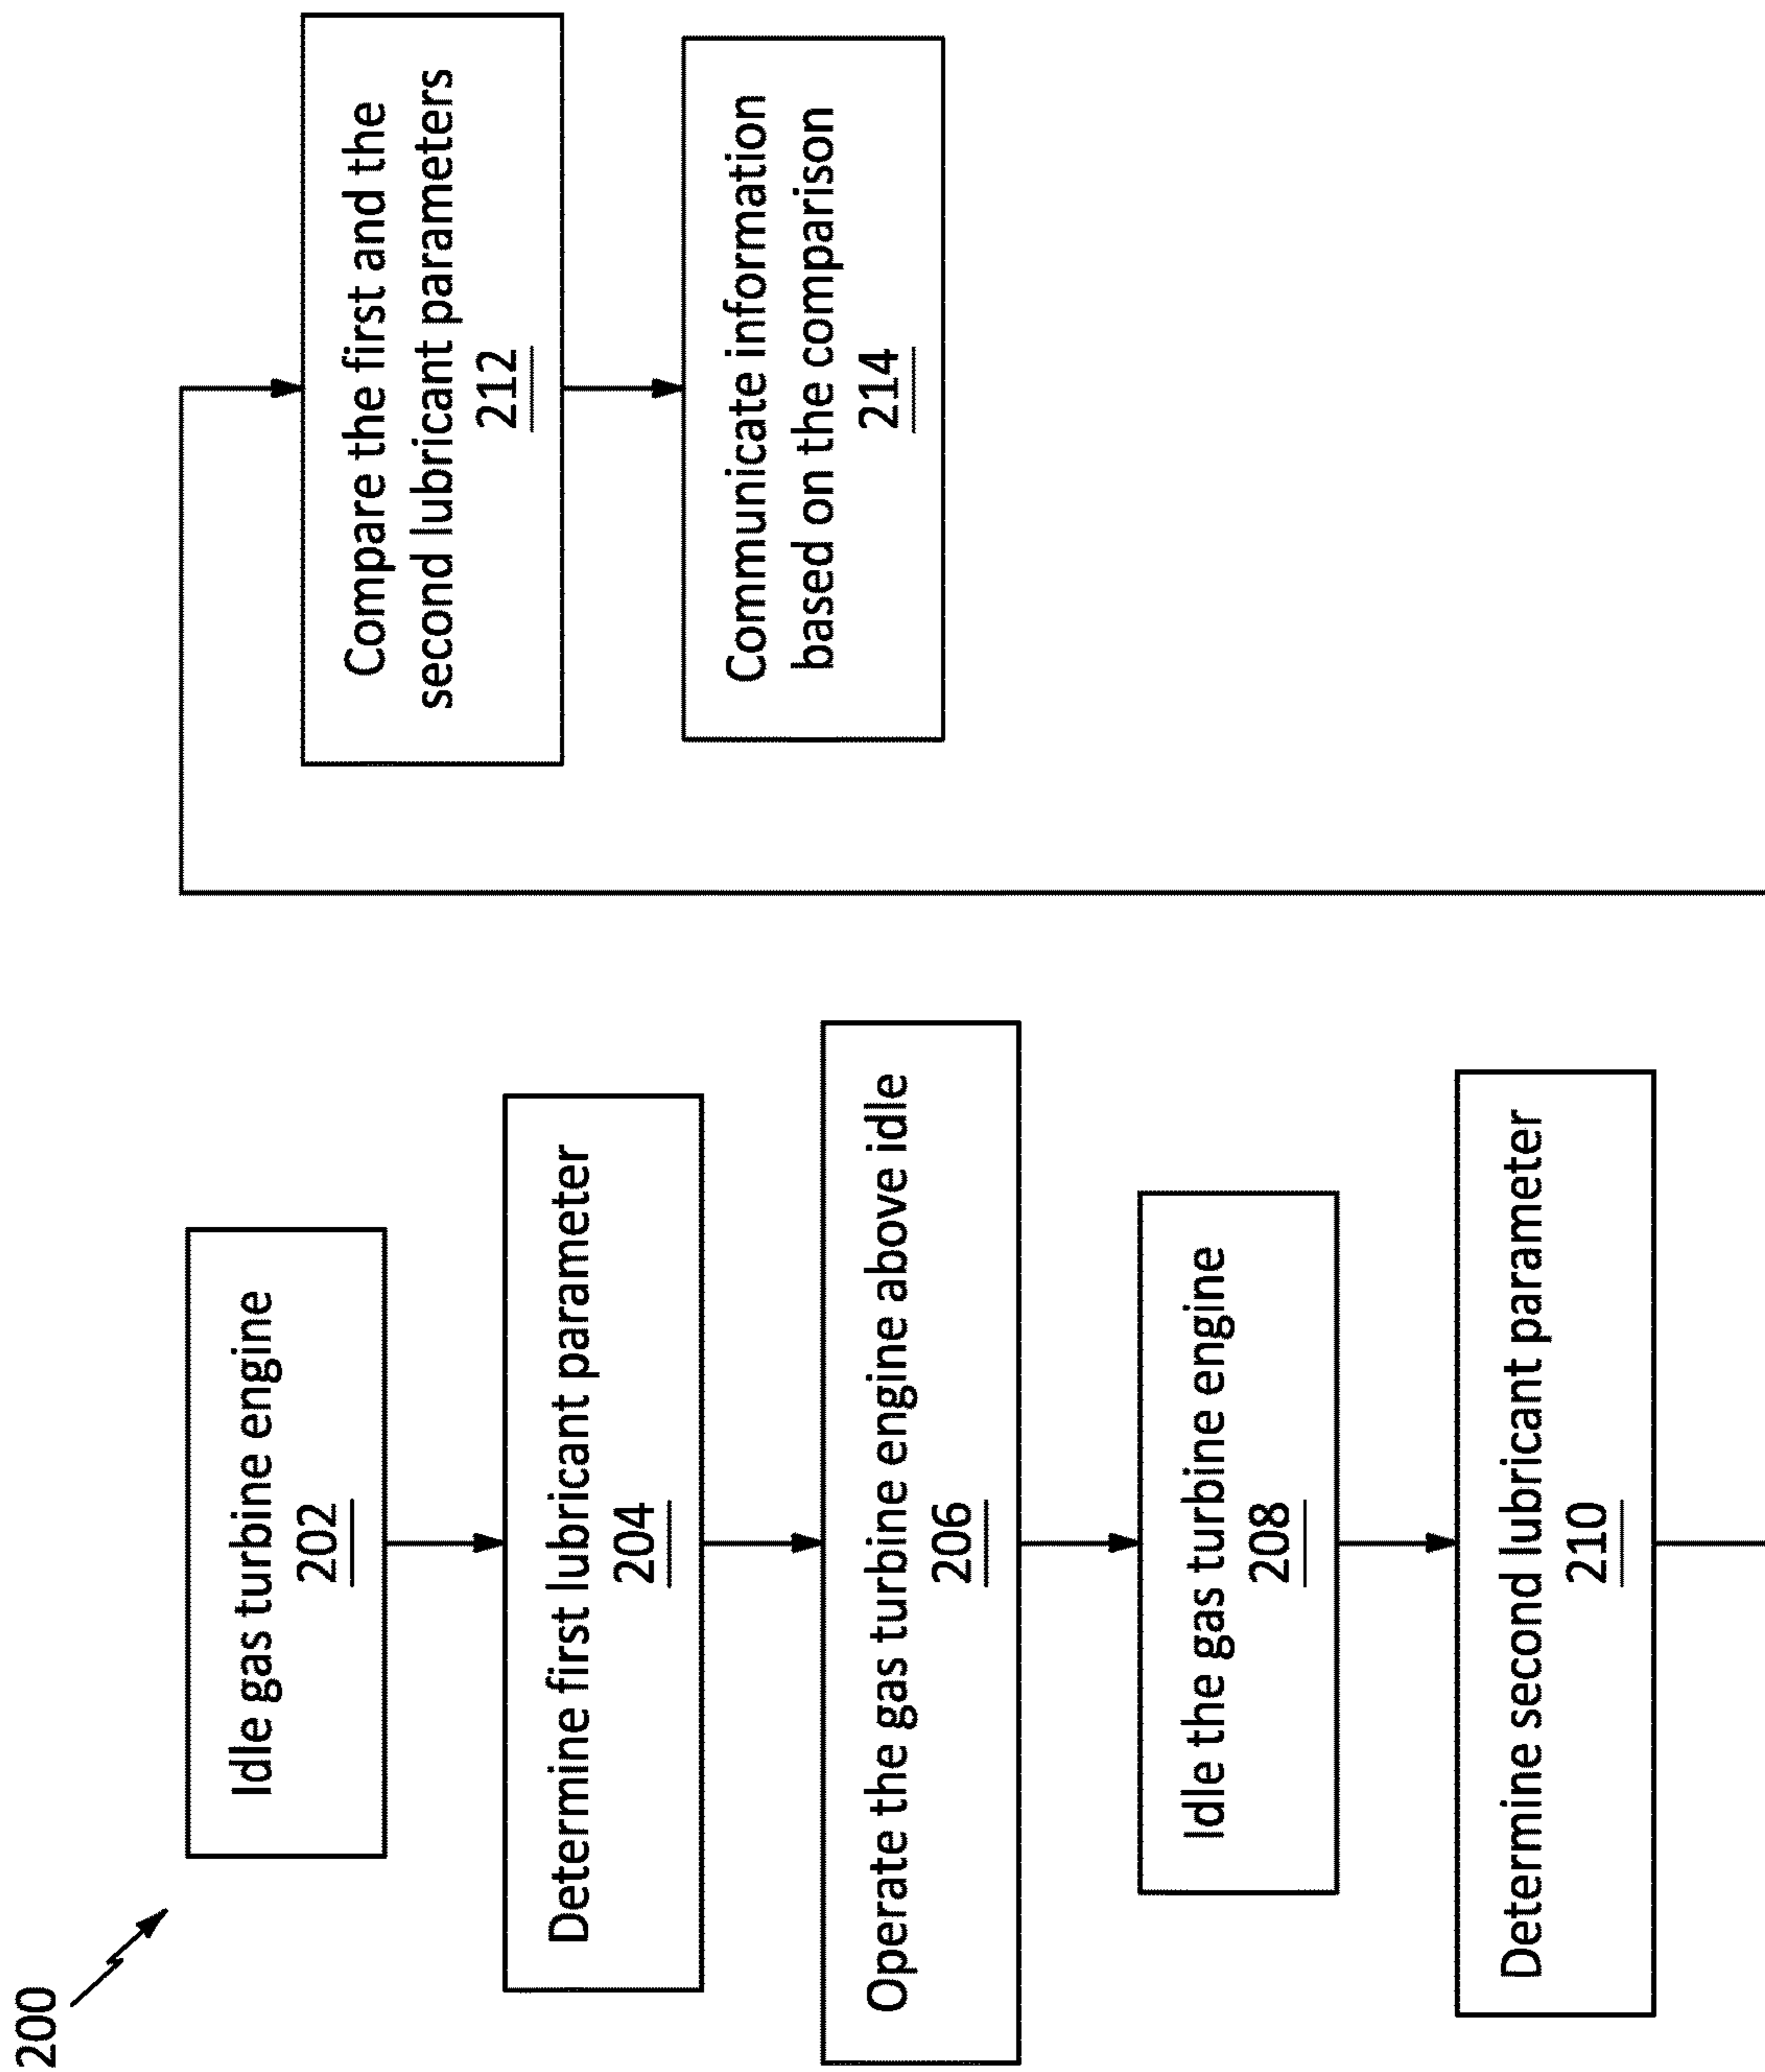 200
Idle gas turbine engine
202
Determine first lubricant parameter
204
Operate the gas turbine engine above idle
206
Idle the gas turbine engine
208
Determine second lubricant parameter
210
Compare the first and the
second lubricant parameters
212
Communicate information
based on the comparison
214